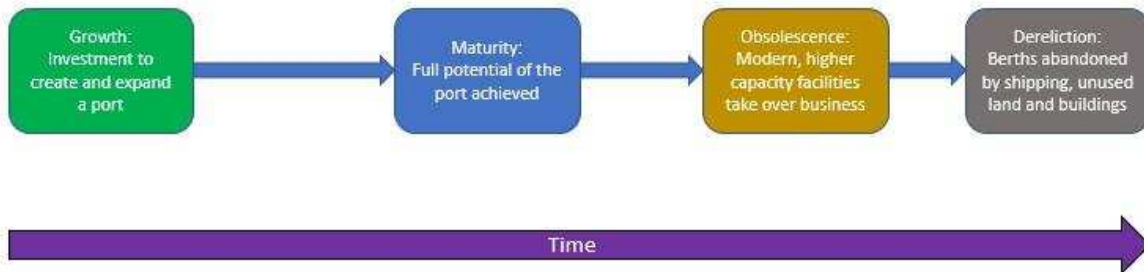 Growth:
Investment to
create and expand
a port
Maturity:
Full potential of the
port achieved
Obsolescence:
Modern, higher
capacity facilities
take over business
Dereliction:
Berths abandoned
by shipping, unused
land and buildings
Time